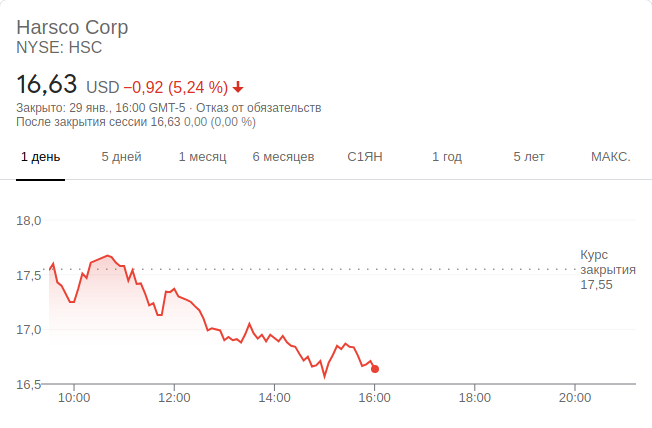 Harsco Corp
NYSE: HSC
16,63 USD −0,92 (5,24 %)
Закрыто: 29 янв., 16:00 GMT-5 · Отказ от обязательств
После закрытия сессии 16,63 0,00 (0,00 %)
1 день 5 дней 1 месяц 6 месяцев С1ЯН 1 год 5 лет МАКС.
18,0
Курс
закрытия
17,55
17,5
17,0
16,5
10:00 12:00 14:00 16:00 18:00 20:00